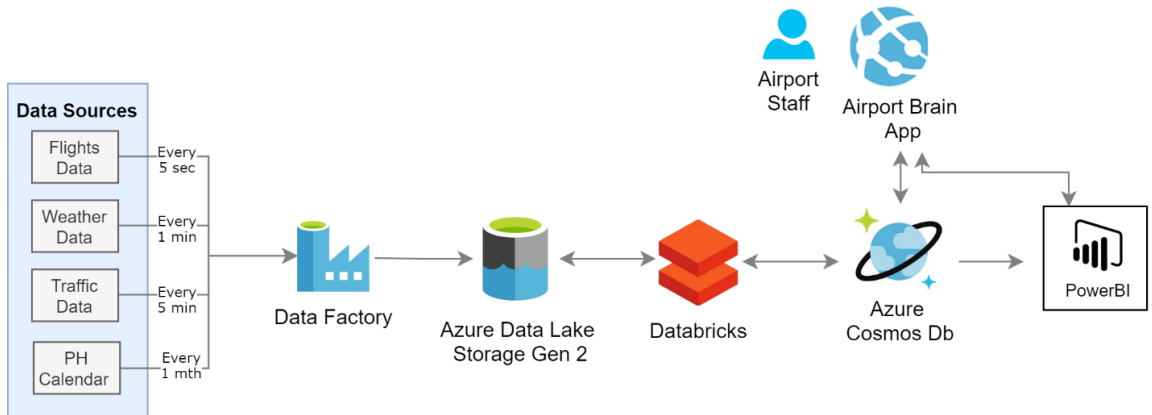 Data Sources
Flights
Data
Every
5 sec
Weather
Data
Every
1 min
Traffic
Data
Every
5 min
PH
Calendar
Every
1 mth
Data Factory
Azure Data Lake
Storage Gen 2
Databricks
Airport
Staff
Airport Brain
App
Azure
Cosmos Db
PowerBI